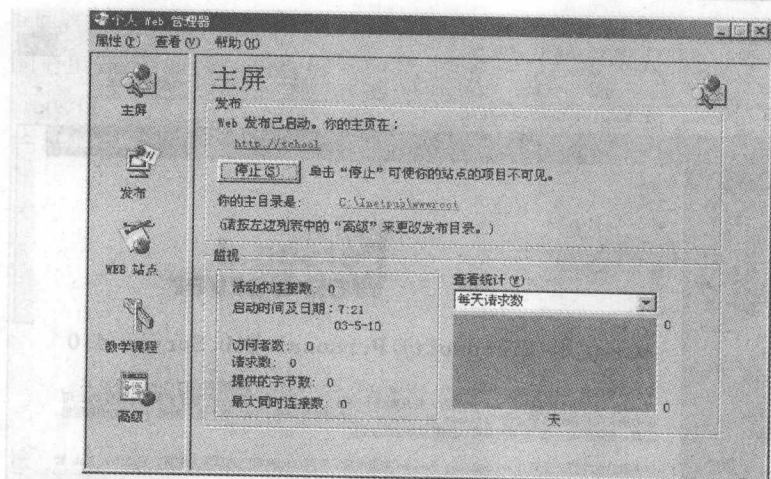 个人 Web 管理器
属性(P) 查看(V) 帮助(H)
主屏
发布
WEB 站点
教学课程
高级
主屏
发布
Web 发布已启动。你的主页在:
http://school
停止(S) 单击“停止”可使你的站点的项目不可见。
你的主目录是: C:\Inetpub\wwwroot
(请按左边列表中的“高级”来更改发布目录。)
监视
活动的连接数: 0
启动时间及日期: 7:21
03-5-10
访问者数: 0
请求数: 0
提供的字节数: 0
最大同时连接数 0
查看统计(W)
每天请求数
0
0
天